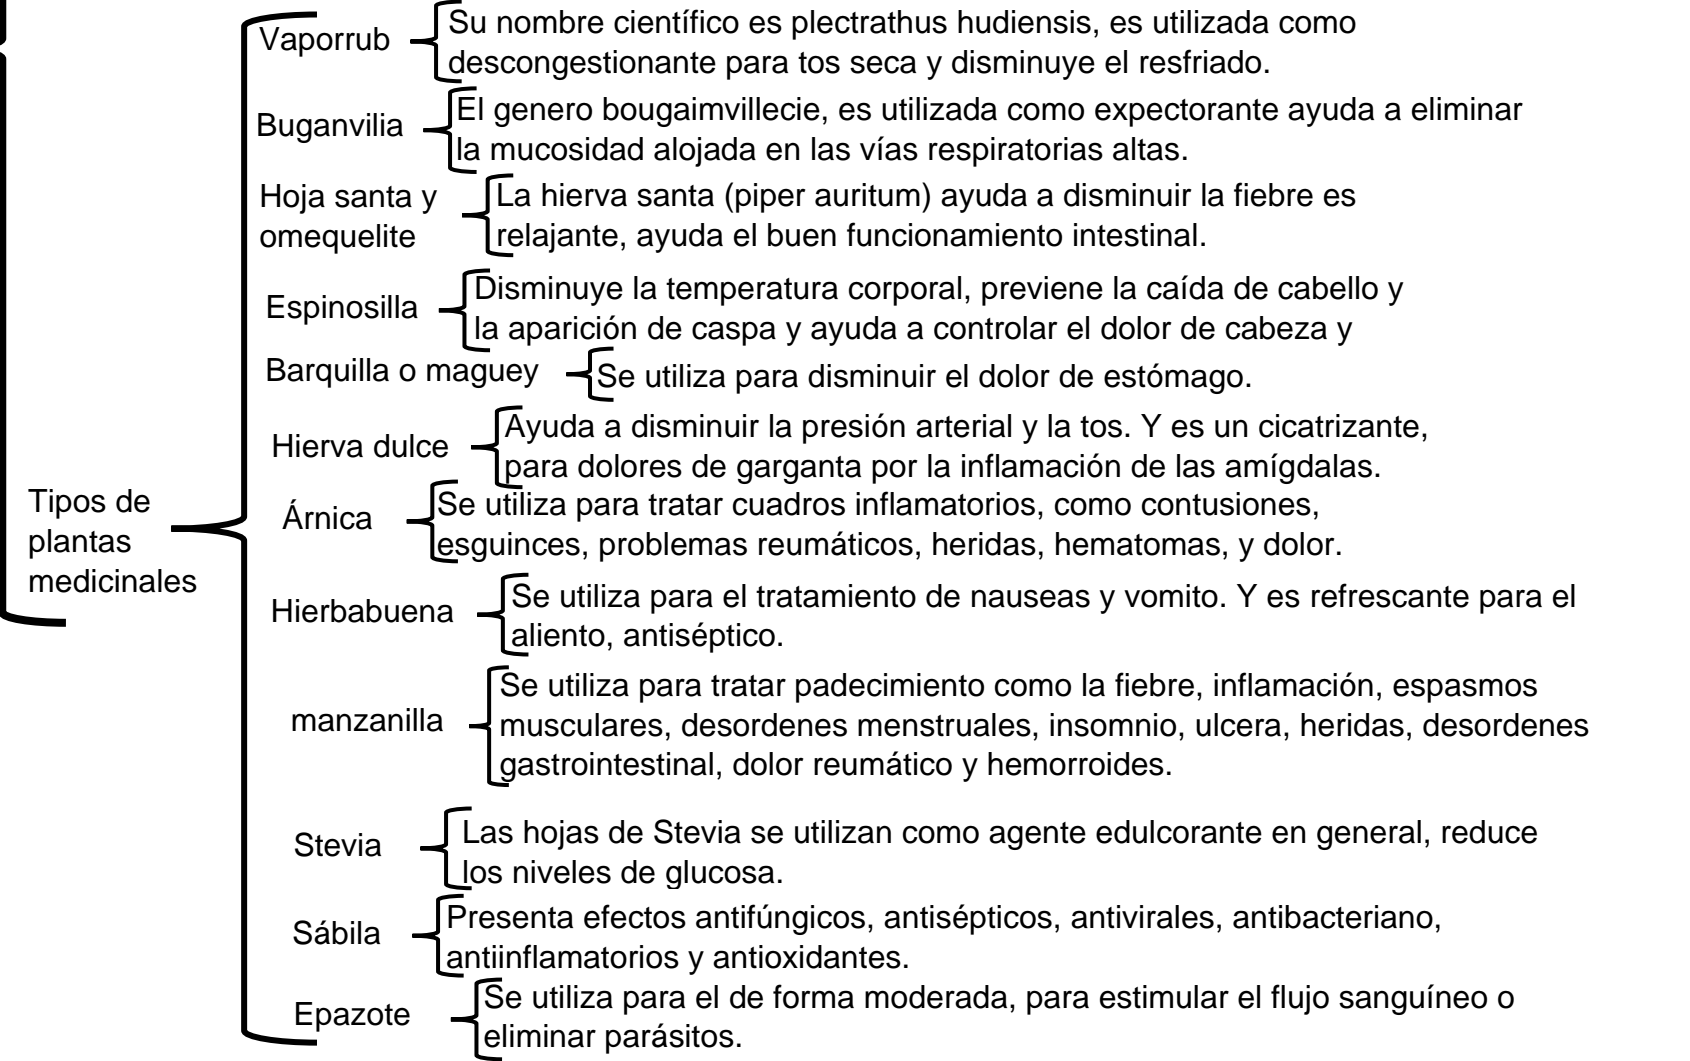 Tipos de
plantas
medicinales
Vaporrub
Su nombre científico es plectrathus hudiensis, es utilizada como
descongestionante para tos seca y disminuye el resfriado.
Buganvilia
El genero bougaimvillecie, es utilizada como expectorante ayuda a eliminar
la mucosidad alojada en las vías respiratorias altas.
Hoja santa y
omequelite
La hierva santa (piper auritum) ayuda a disminuir la fiebre es
relajante, ayuda el buen funcionamiento intestinal.
Espinosilla
Disminuye la temperatura corporal, previene la caída de cabello y
la aparición de caspa y ayuda a controlar el dolor de cabeza y
Barquilla o maguey
Se utiliza para disminuir el dolor de estómago.
Hierva dulce
Ayuda a disminuir la presión arterial y la tos. Y es un cicatrizante,
para dolores de garganta por la inflamación de las amígdalas.
Árnica
Se utiliza para tratar cuadros inflamatorios, como contusiones,
esguinces, problemas reumáticos, heridas, hematomas, y dolor.
Hierbabuena
Se utiliza para el tratamiento de nauseas y vomito. Y es refrescante para el
aliento, antiséptico.
manzanilla
Se utiliza para tratar padecimiento como la fiebre, inflamación, espasmos
musculares, desordenes menstruales, insomnio, ulcera, heridas, desordenes
gastrointestinal, dolor reumático y hemorroides.
Stevia
Las hojas de Stevia se utilizan como agente edulcorante en general, reduce
los niveles de glucosa.
Sábila
Presenta efectos antifúngicos, antisépticos, antivirales, antibacteriano,
antiinflamatorios y antioxidantes.
Epazote
Se utiliza para el de forma moderada, para estimular el flujo sanguíneo o
eliminar parásitos.